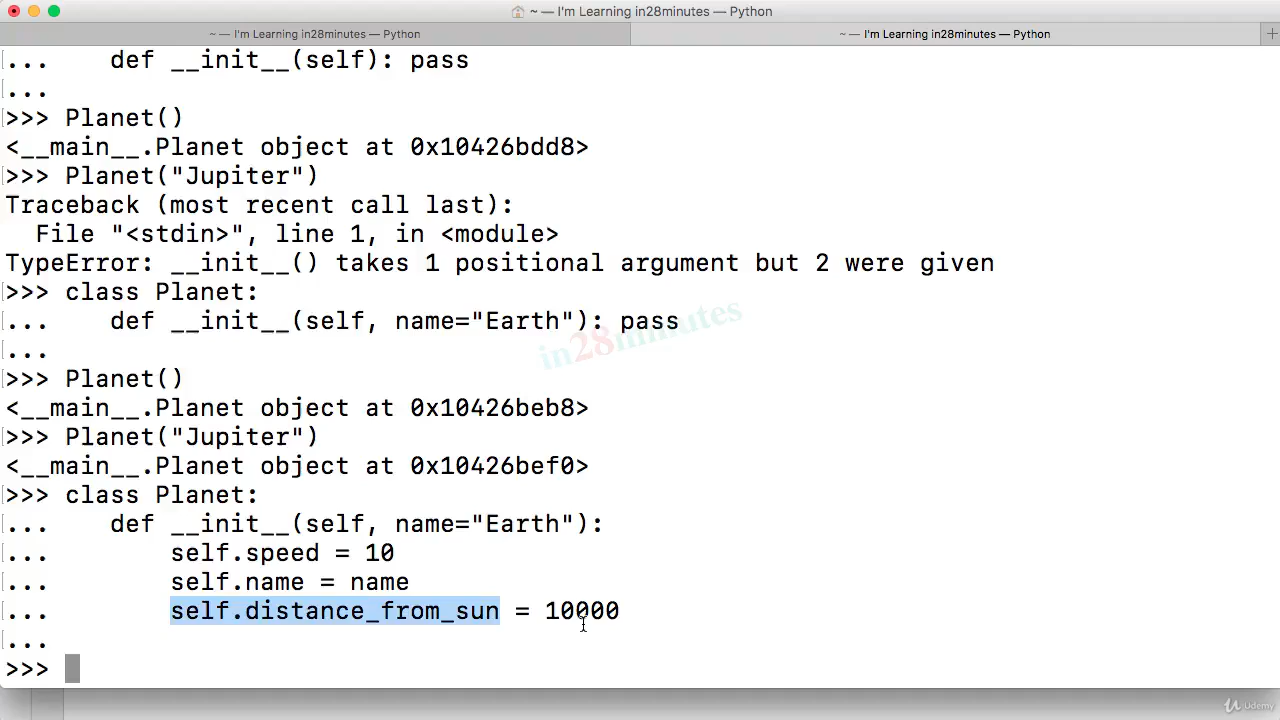 ~ — I'm Learning in28minutes — Python
~ — I'm Learning in28minutes — Python
~ — I'm Learning in28minutes — Python
... def __init__(self): pass
...
>>> Planet()
<__main__.Planet object at 0x10426bdd8>
>>> Planet("Jupiter")
Traceback (most recent call last):
File "<stdin>", line 1, in <module>
TypeError: __init__() takes 1 positional argument but 2 were given
>>> class Planet:
... def __init__(self, name="Earth"): pass
...
in28minutes
>>> Planet()
<__main__.Planet object at 0x10426beb8>
>>> Planet("Jupiter")
<__main__.Planet object at 0x10426bef0>
>>> class Planet:
... def __init__(self, name="Earth"):
... self.speed = 10
... self.name = name
... self.distance_from_sun = 10000
...
>>>
Udemy